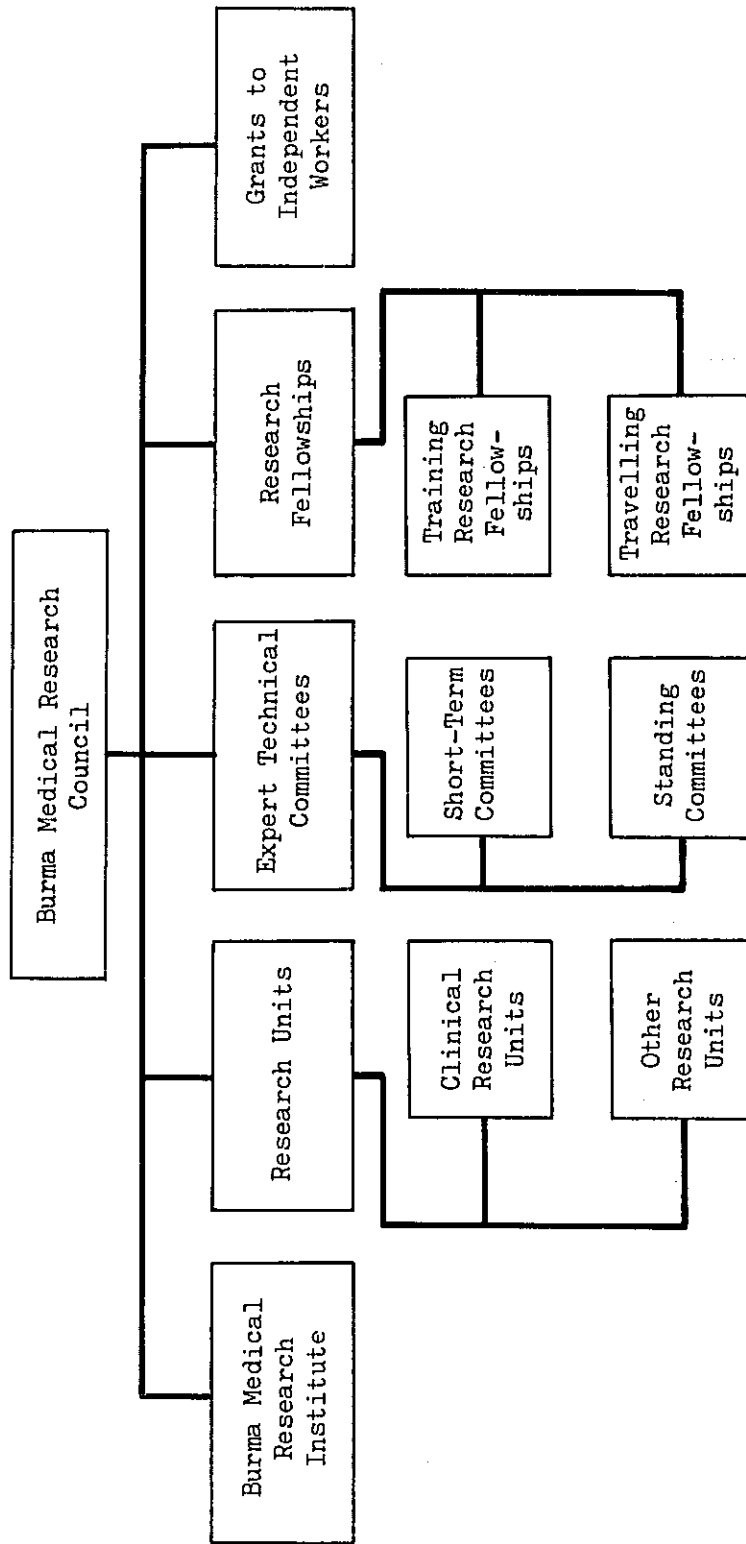 Burma Medical Research
Council
Burma Medical
Research
Institute
Research Units
Expert Technical
Committees
Research
Fellowships
Grants to
Independent
Workers
Clinical
Research
Units
Short-Term
Committees
Training
Research
Fellow-
ships
Other
Research
Units
Standing
Committees
Travelling
Research
Fellow-
ships